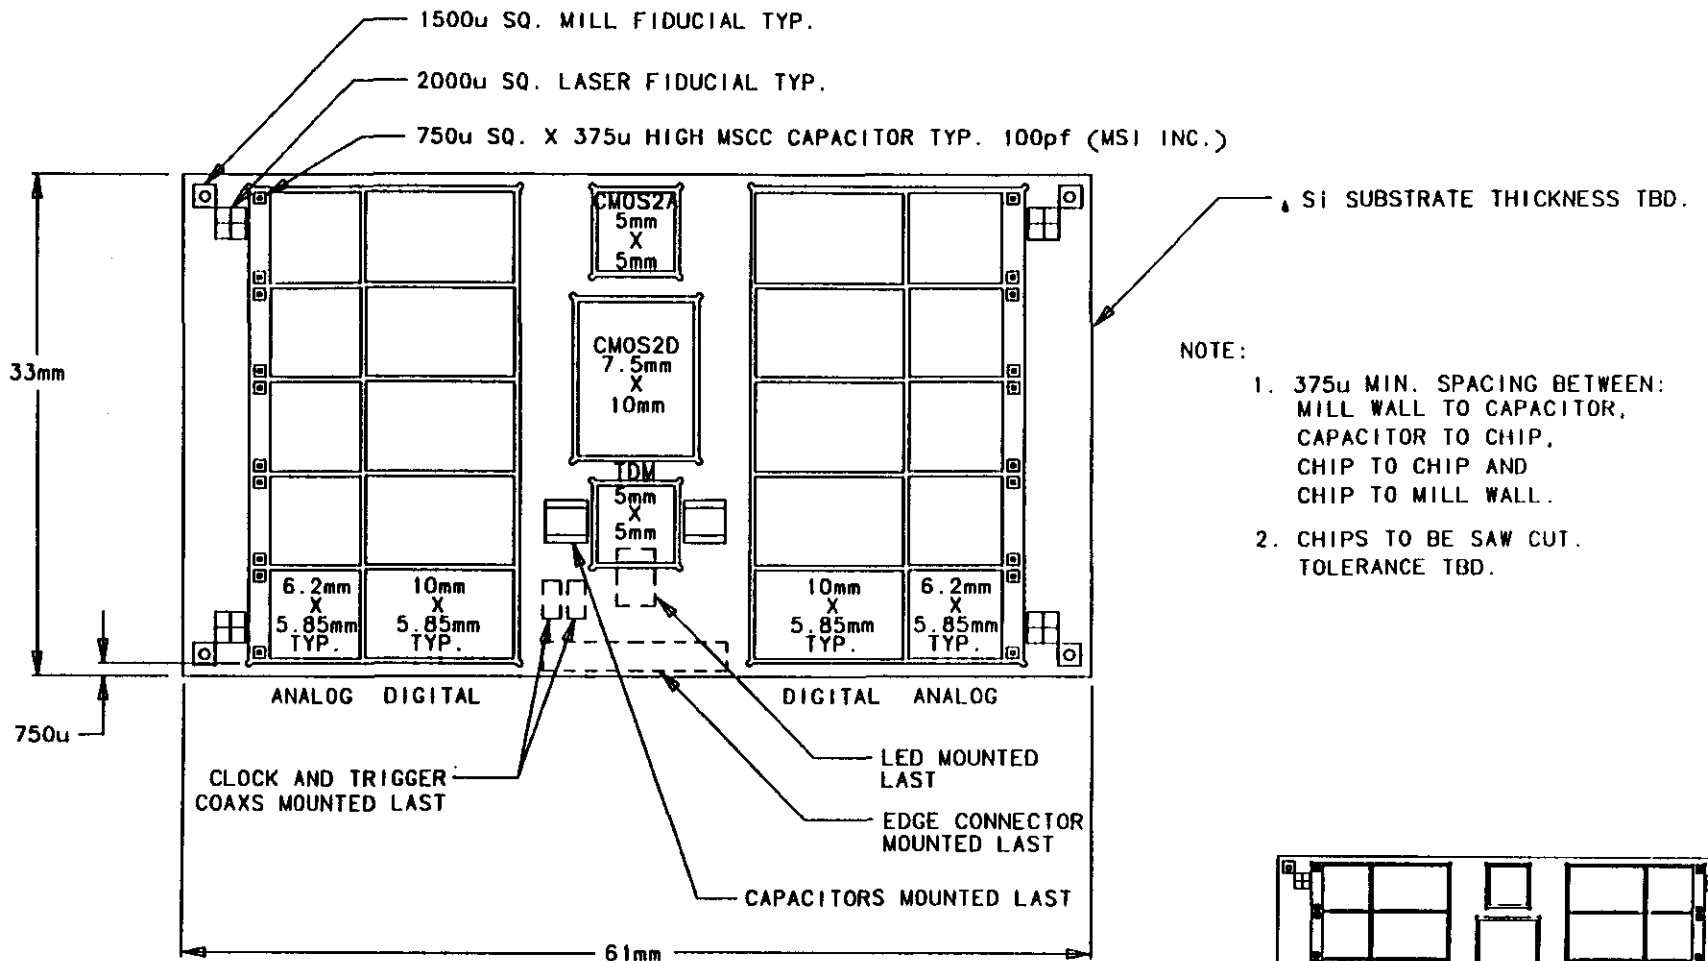 1500u SQ. MILL FIDUCIAL TYP.
2000u SQ. LASER FIDUCIAL TYP.
750u SQ. X 375u HIGH MSCC CAPACITOR TYP. 100pf (MSI INC.)
Si SUBSTRATE THICKNESS TBD.
CMOS2A
5mm
X
5mm
33mm
CMOS2D
7.5mm
X
10mm
NOTE:
1. 375u MIN. SPACING BETWEEN:
MILL WALL TO CAPACITOR,
CAPACITOR TO CHIP,
CHIP TO CHIP AND
CHIP TO MILL WALL.
2. CHIPS TO BE SAW CUT.
TOLERANCE TBD.
TDM
5mm
X
5mm
6.2mm
X
5.85mm
TYP.
10mm
X
5.85mm
TYP.
10mm
X
5.85mm
TYP.
6.2mm
X
5.85mm
TYP.
ANALOG DIGITAL
DIGITAL ANALOG
750u
CLOCK AND TRIGGER
COAXS MOUNTED LAST
LED MOUNTED
LAST
EDGE CONNECTOR
MOUNTED LAST
CAPACITORS MOUNTED LAST
61mm